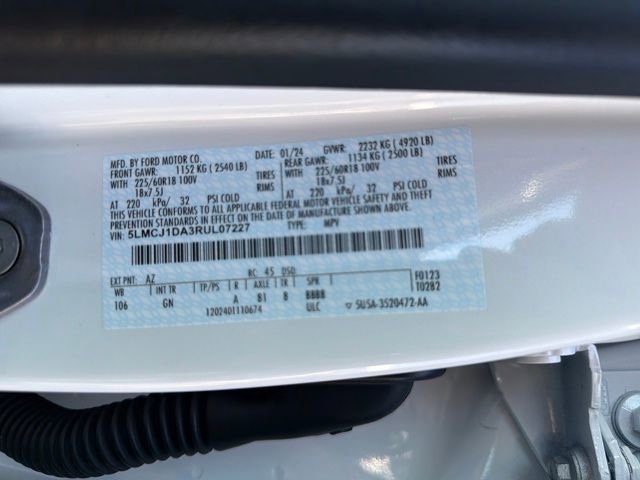 MFD. BY FORD MOTOR CO. DATE: 01/24 GVWR: 2232 KG ( 4920 LB)
FRONT GAWR: 1152 KG ( 2540 LB) REAR GAWR: 1134 KG ( 2500 LB)
WITH 225/60R18 100V TIRES WITH 225/60R18 100V TIRES
18x7.5J RIMS 18x7.5J RIMS
AT 220 kPa/ 32 PSI COLD AT 220 kPa/ 32 PSI COLD
THIS VEHICLE CONFORMS TO ALL APPLICABLE FEDERAL MOTOR VEHICLE SAFETY, BUMPER, AND THEFT
PREVENTION STANDARDS IN EFFECT ON THE DATE OF MANUFACTURE SHOWN ABOVE.
5LMCJ1DA3RUL07227 TYPE: MPV
EXT PNT: AZ RC: 45 DSO: F0123
WB INT TR TP/PS R AXLE TR SPR T0282
106 GN A 81 8 BBBB
1202401110674 ULC ▽ 5U5A-3520472-AA